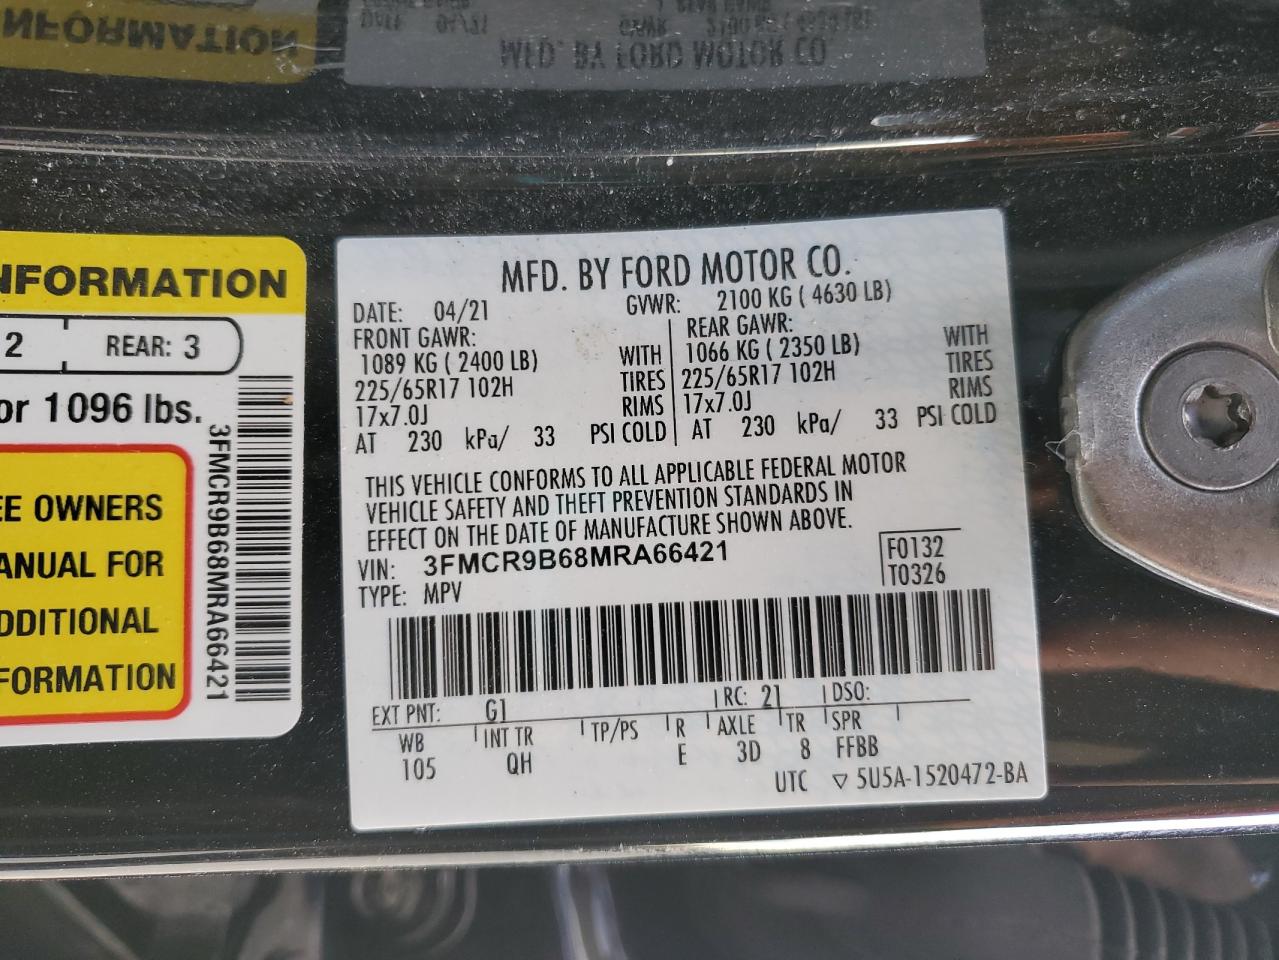 NFORMATION
MFD. BY FORD MOTOR CO.
NFORMATION
2 REAR: 3
or 1096 lbs.
EE OWNERS
ANUAL FOR
DDITIONAL
FORMATION
3FMCR9B68MRA66421
MFD. BY FORD MOTOR CO.
DATE: 04/21 GVWR: 2100 KG ( 4630 LB)
FRONT GAWR: REAR GAWR:
1089 KG ( 2400 LB) WITH 1066 KG ( 2350 LB) WITH
225/65R17 102H TIRES 225/65R17 102H TIRES
17x7.0J RIMS 17x7.0J RIMS
AT 230 kPa/ 33 PSI COLD AT 230 kPa/ 33 PSI COLD
THIS VEHICLE CONFORMS TO ALL APPLICABLE FEDERAL MOTOR
VEHICLE SAFETY AND THEFT PREVENTION STANDARDS IN
EFFECT ON THE DATE OF MANUFACTURE SHOWN ABOVE.
VIN: 3FMCR9B68MRA66421 F0132
TYPE: MPV T0326
EXT PNT: G1 RC: 21 DSO:
WB INT TR TP/PS R AXLE TR SPR
105 QH E 3D 8 FFBB
UTC ▽ 5U5A-1520472-BA